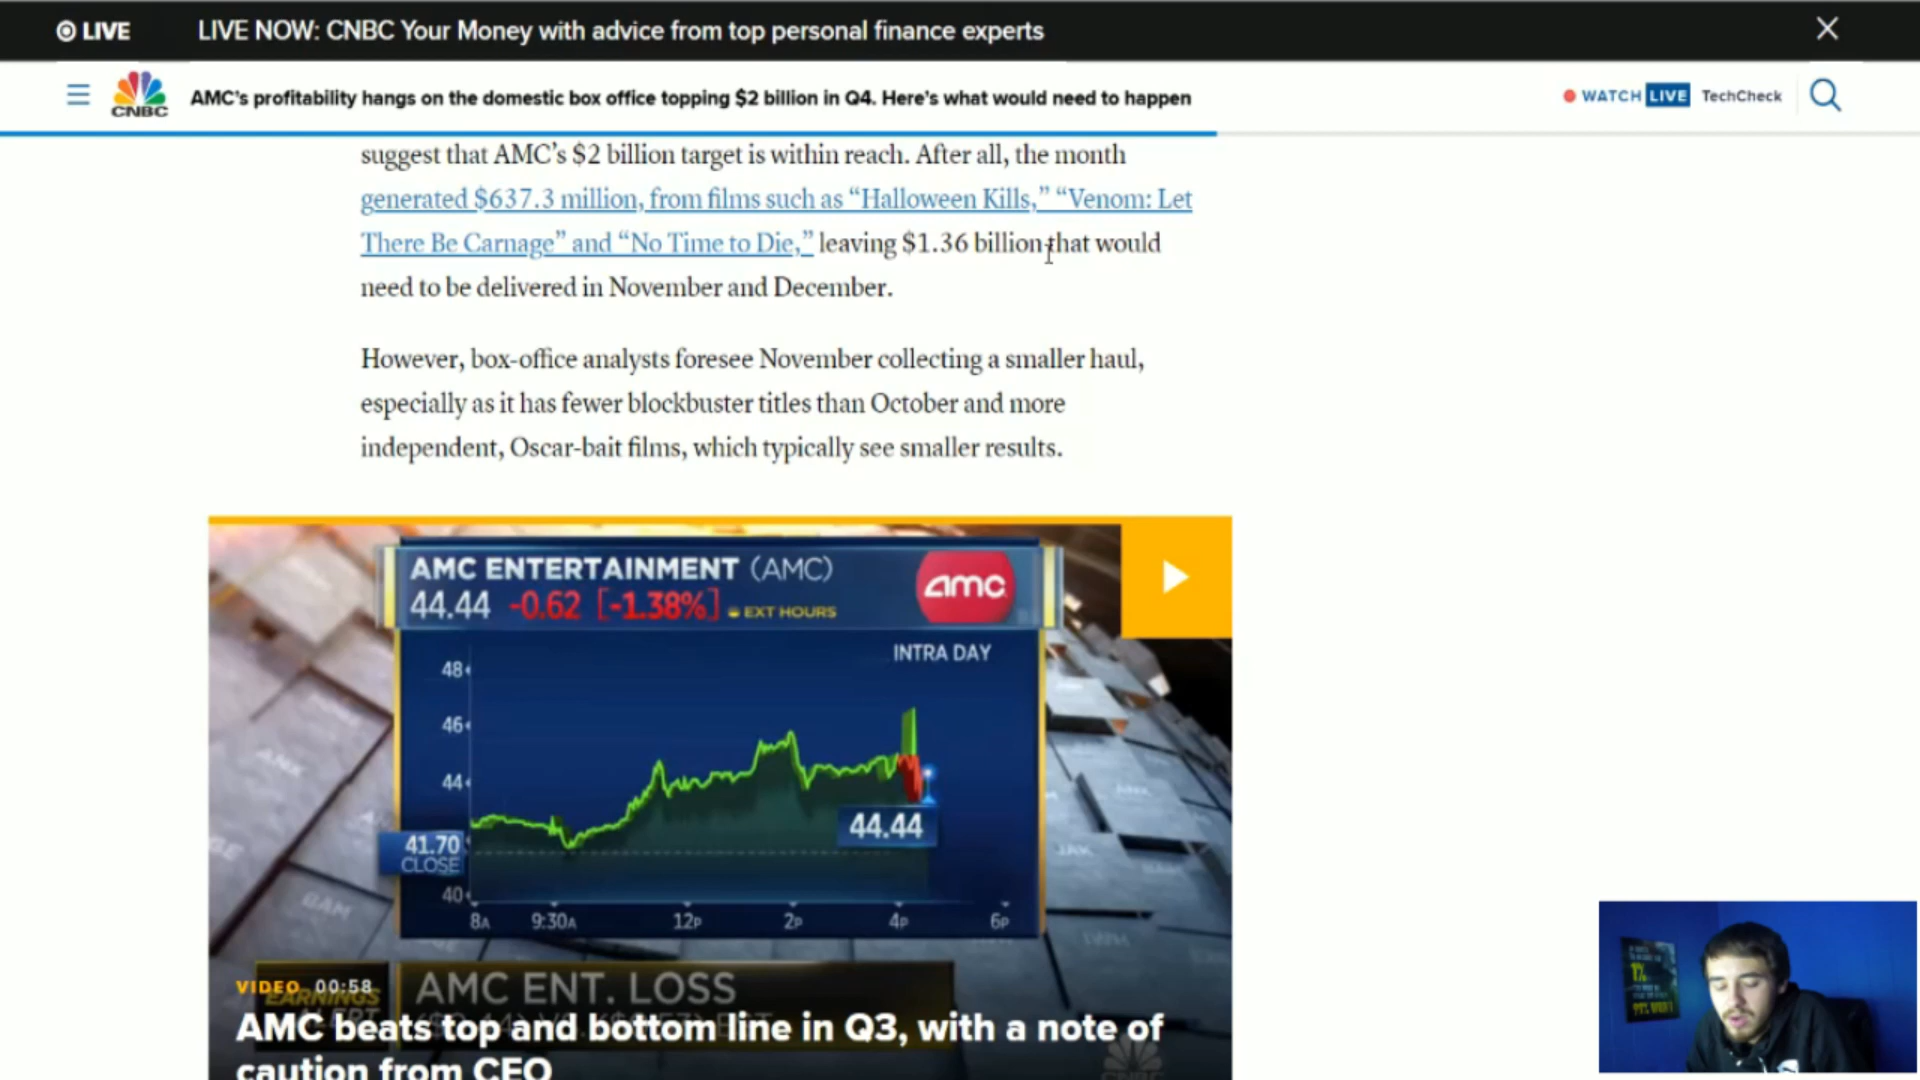 LIVE
LIVE NOW: CNBC Your Money with advice from top personal finance experts
CNBC
AMC's profitability hangs on the domestic box office topping $2 billion in Q4. Here's what would need to happen
WATCH LIVE TechCheck
suggest that AMC's $2 billion target is within reach. After all, the month
generated $637.3 million, from films such as “Halloween Kills,” “Venom: Let
There Be Carnage” and “No Time to Die,” leaving $1.36 billion that would
need to be delivered in November and December.
However, box-office analysts foresee November collecting a smaller haul,
especially as it has fewer blockbuster titles than October and more
independent, Oscar-bait films, which typically see smaller results.
AMC ENTERTAINMENT (AMC)
44.44 -0.62 [-1.38%] EXT HOURS
amc
INTRA DAY
48
46
44
44.44
41.70
CLOSE
40
8A 9:30A 12P 2P 4P 6P
VIDEO 00:58
EARNINGS
AMC ENT. LOSS
AMC beats top and bottom line in Q3, with a note of
caution from CEO
1%